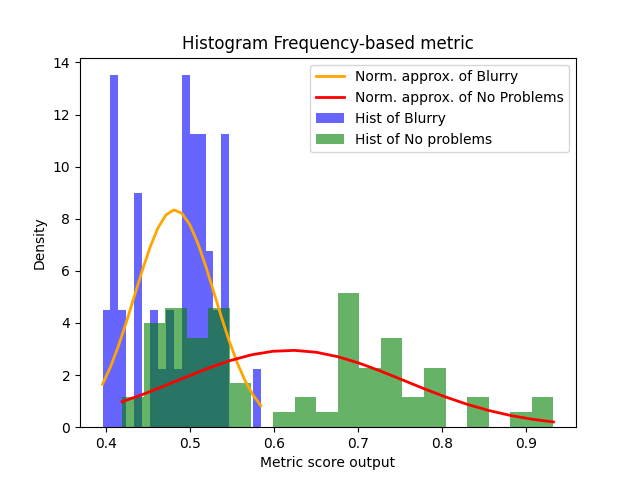 Histogram Frequency-based metric
Norm. approx. of Blurry
Norm. approx. of No Problems
Hist of Blurry
Hist of No problems
Density
14
12
10
8
6
4
2
0
0.4 0.5 0.6 0.7 0.8 0.9
Metric score output